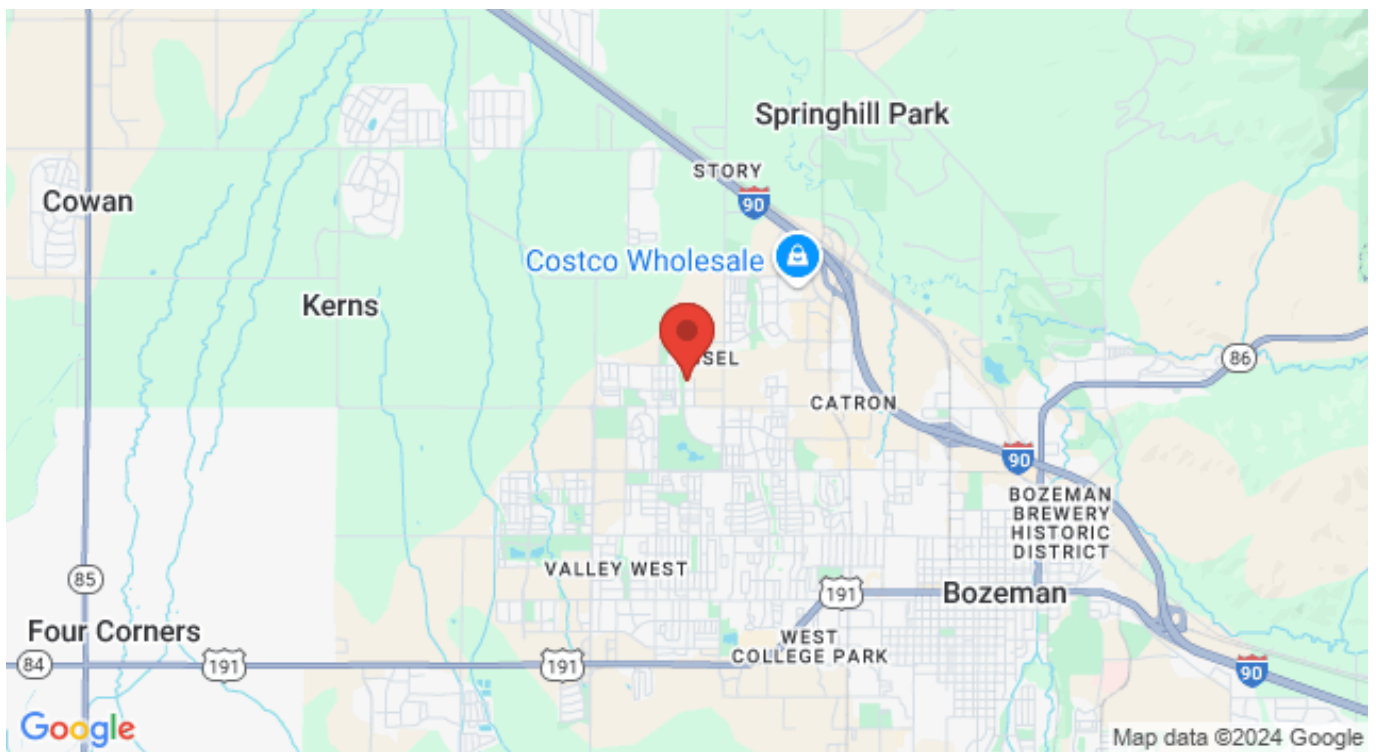 Springhill Park
STORY
90
Cowan
Costco Wholesale
Kerns
86
CATRON
90
BOZEMAN
BREWERY
HISTORIC
DISTRICT
VALLEY WEST
85
191
Bozeman
Four Corners
WEST
COLLEGE PARK
84
191
191
90
Google
Map data ©2024 Google